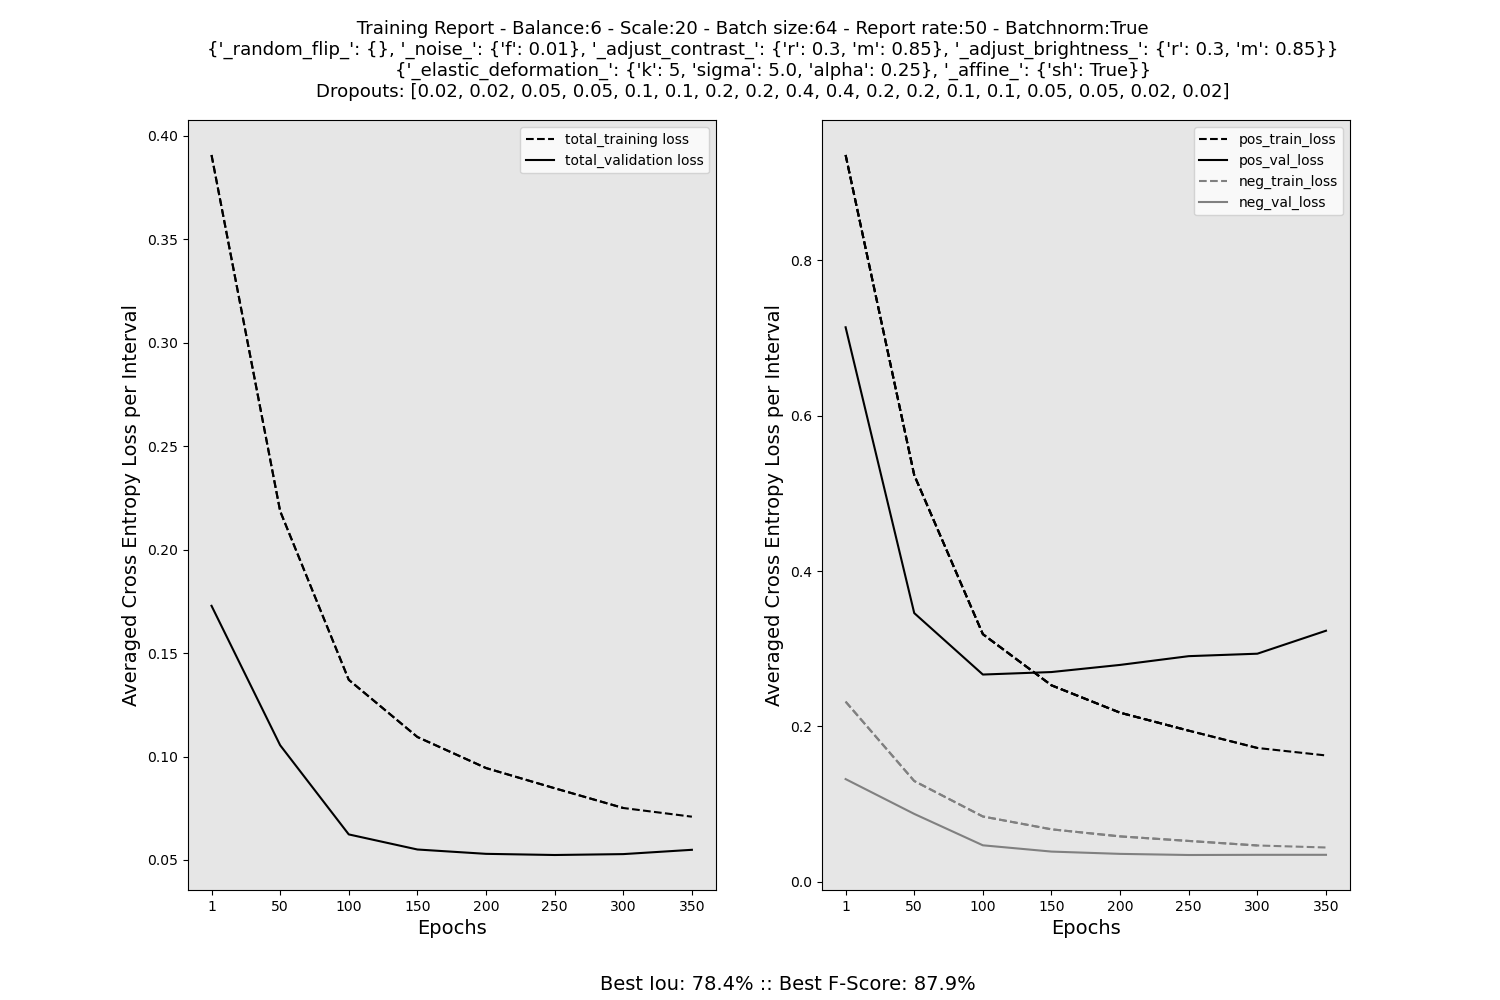 Training Report - Balance:6 - Scale:20 - Batch size:64 - Report rate:50 - Batchnorm:True
{'_random_flip_': {}, '_noise_': {'f': 0.01}, '_adjust_contrast_': {'r': 0.3, 'm': 0.85}, '_adjust_brightness_': {'r': 0.3, 'm': 0.85}}
{'_elastic_deformation_': {'k': 5, 'sigma': 5.0, 'alpha': 0.25}, '_affine_': {'sh': True}}
Dropouts: [0.02, 0.02, 0.05, 0.05, 0.1, 0.1, 0.2, 0.2, 0.4, 0.4, 0.2, 0.2, 0.1, 0.1, 0.05, 0.05, 0.02, 0.02]
Averaged Cross Entropy Loss per Interval
0.40
0.35
0.30
0.25
0.20
0.15
0.10
0.05
total_training loss
total_validation loss
1 50 100 150 200 250 300 350
Epochs
Averaged Cross Entropy Loss per Interval
0.8
0.6
0.4
0.2
0.0
pos_train_loss
pos_val_loss
neg_train_loss
neg_val_loss
1 50 100 150 200 250 300 350
Epochs
Best Iou: 78.4% :: Best F-Score: 87.9%